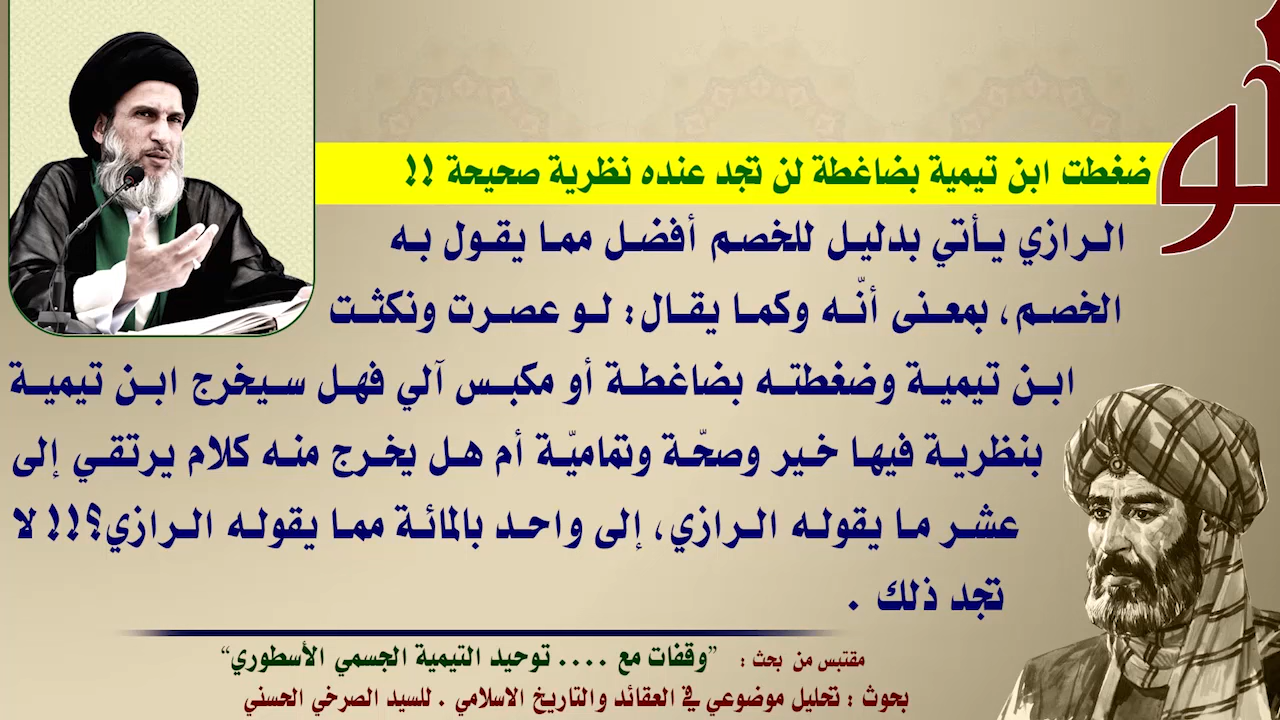 لو
ضغطت ابن تيمية بضاغطة لن تجد عنده نظرية صحيحة !!
الرازي يأتي بدليل للخصم أفضل مما يقول به
الخصم، بمعنى أنّه وكما يقال: لو عصرت ونكثت
ابن تيمية وضغطته بضاغطة أو مكبس آلي فهل سيخرج ابن تيمية
بنظرية فيها خير وصحّة وتماميّة أم هل يخرج منه كلام يرتقي إلى
عشر ما يقوله الرازي، إلى واحد بالمائة مما يقوله الرازي؟!! لا
تجد ذلك .
مقتبس من بحث : "وقفات مع .... توحيد التيمية الجسمي الأسطوري"
بحوث : تحليل موضوعي في العقائد والتاريخ الاسلامي . للسيد الصرخي الحسني